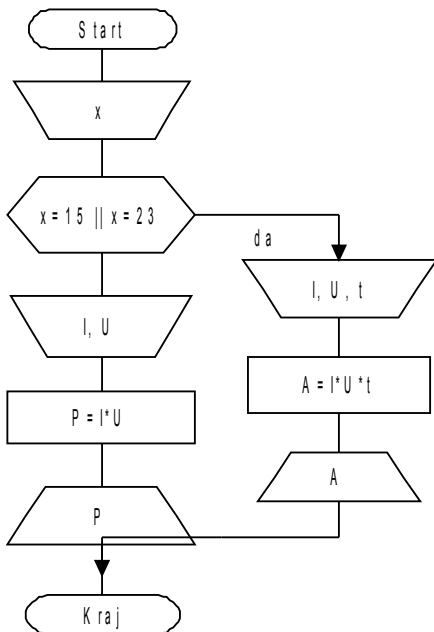 Start
x
x = 15 || x = 23
da
I, U
I, U, t
P = I*U
A = I*U*t
P
A
Kraj